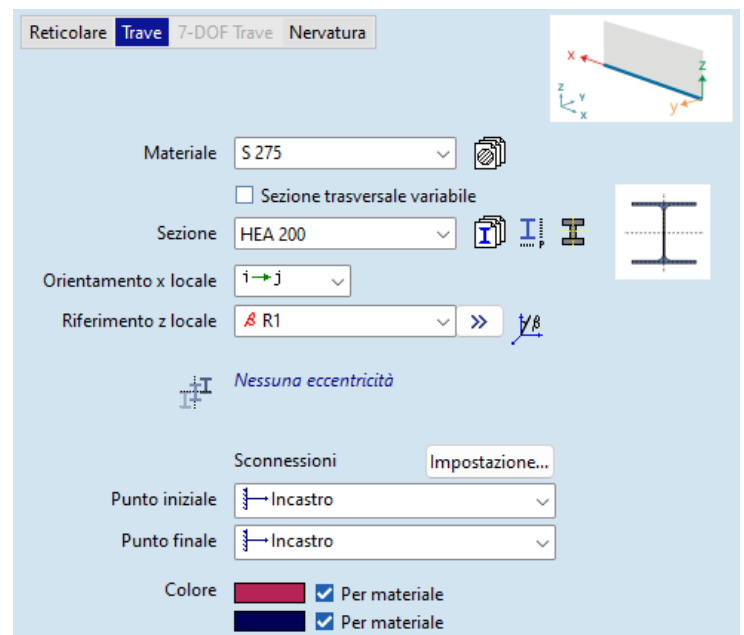 Reticolare Trave 7-DOF Trave Nervatura
x z
z y x y
Materiale S 275
Sezione trasversale variabile
Sezione HEA 200
Orientamento x locale i→j
Riferimento z locale β R1 » β
Nessuna eccentricità
Sconnessioni Impostazione...
Punto iniziale Incastro
Punto finale Incastro
Colore Per materiale
Per materiale